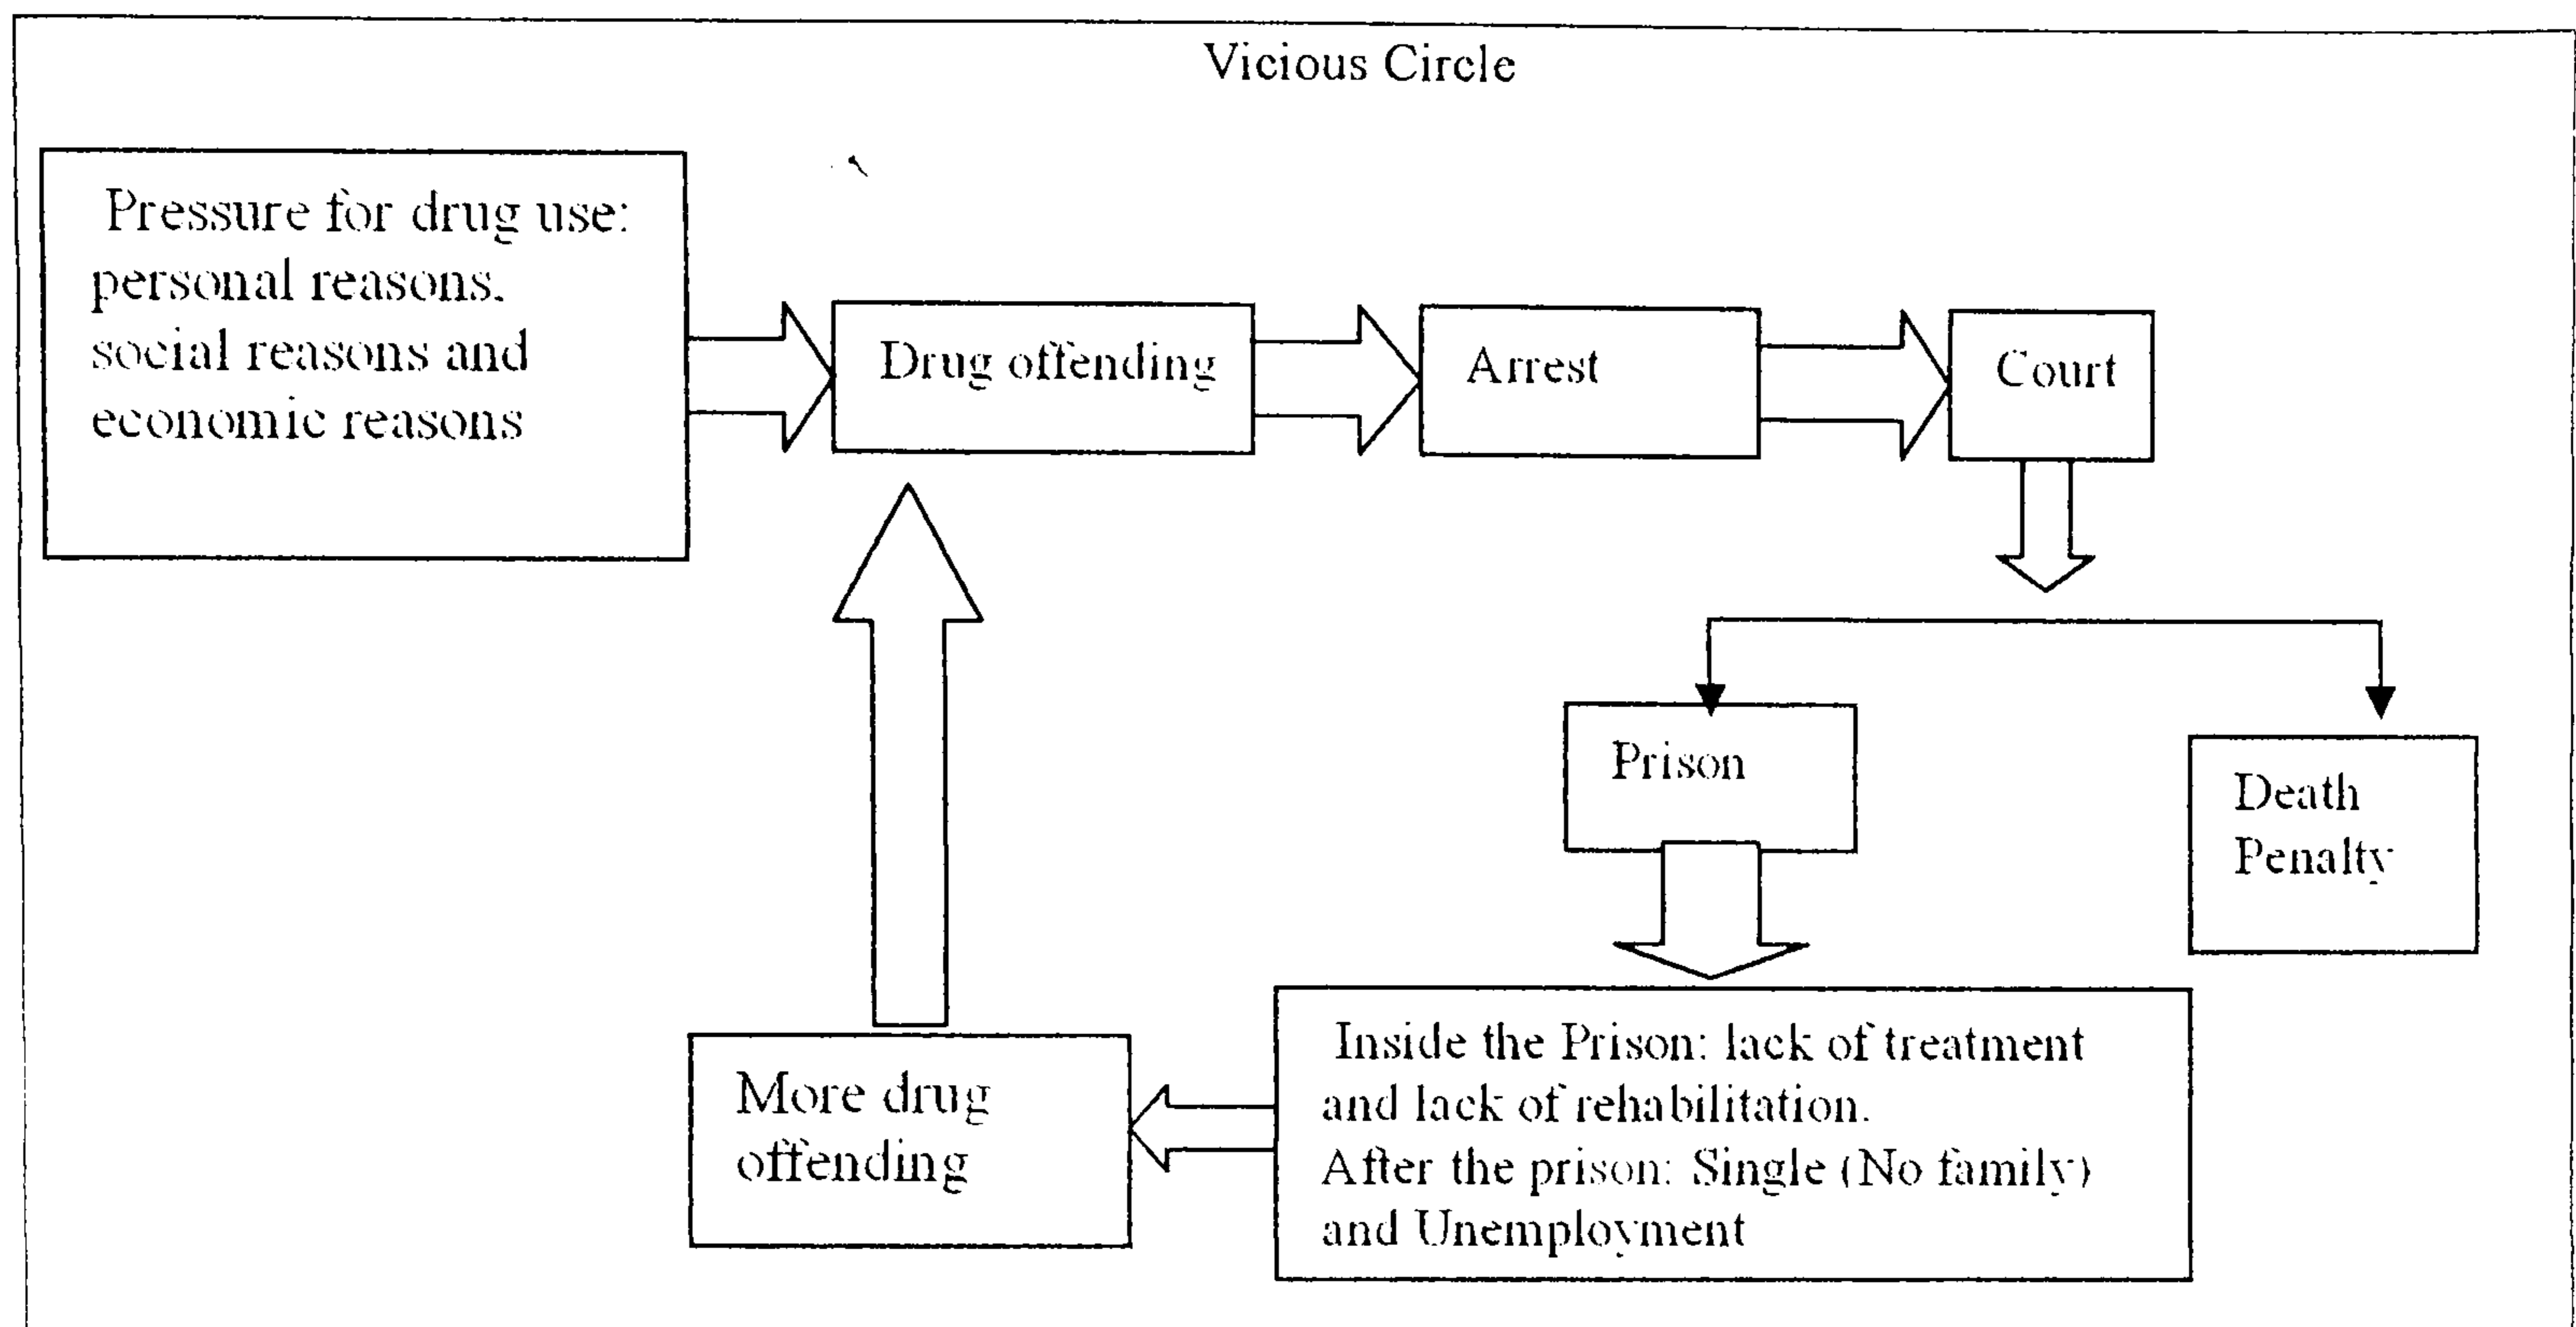 Vicious Circle
Pressure for drug use:
personal reasons,
social reasons and
economic reasons
Drug offending
Arrest
Court
Prison
Death
Penalty
Inside the Prison: lack of treatment
and lack of rehabilitation.
After the prison: Single (No family)
and Unemployment
More drug
offending